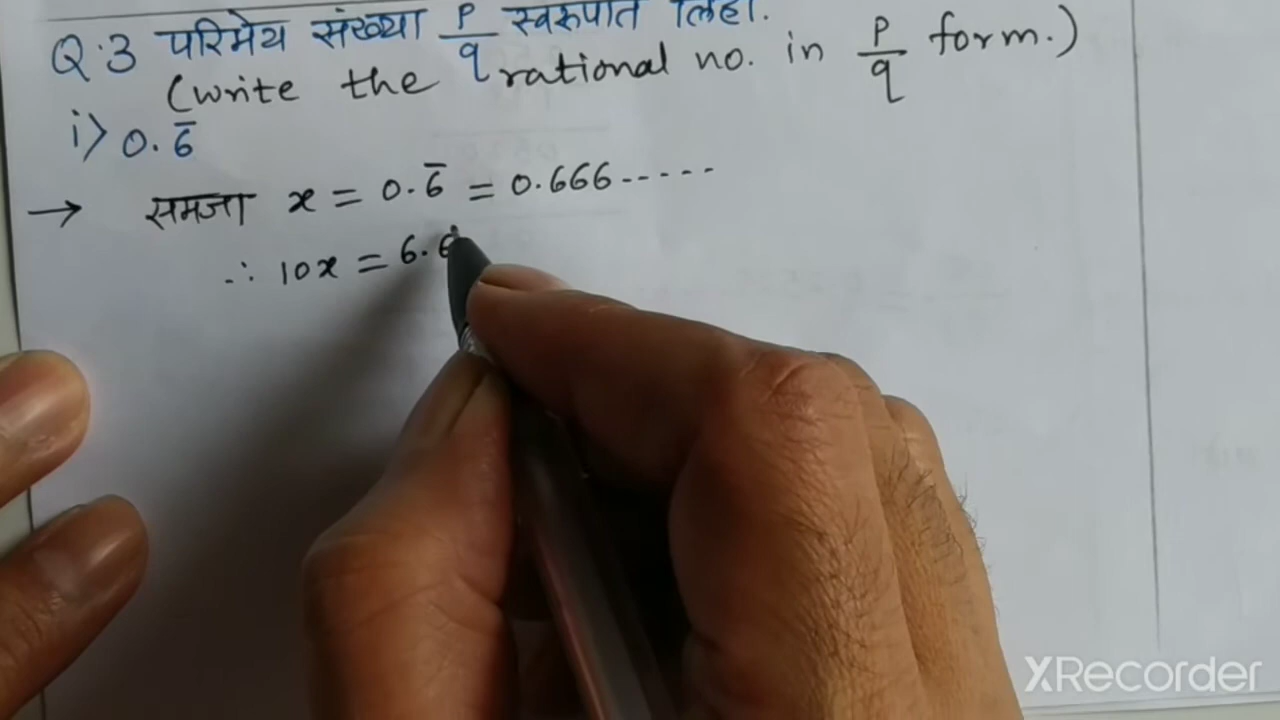 Q.3 परिमेय संख्या p/q स्वरूपात लिहा.
(write the rational no. in p/q form.)
i) 0.6̅
→ समजा x = 0.6̅ = 0.666.....
∴ 10x = 6.6
XRecorder